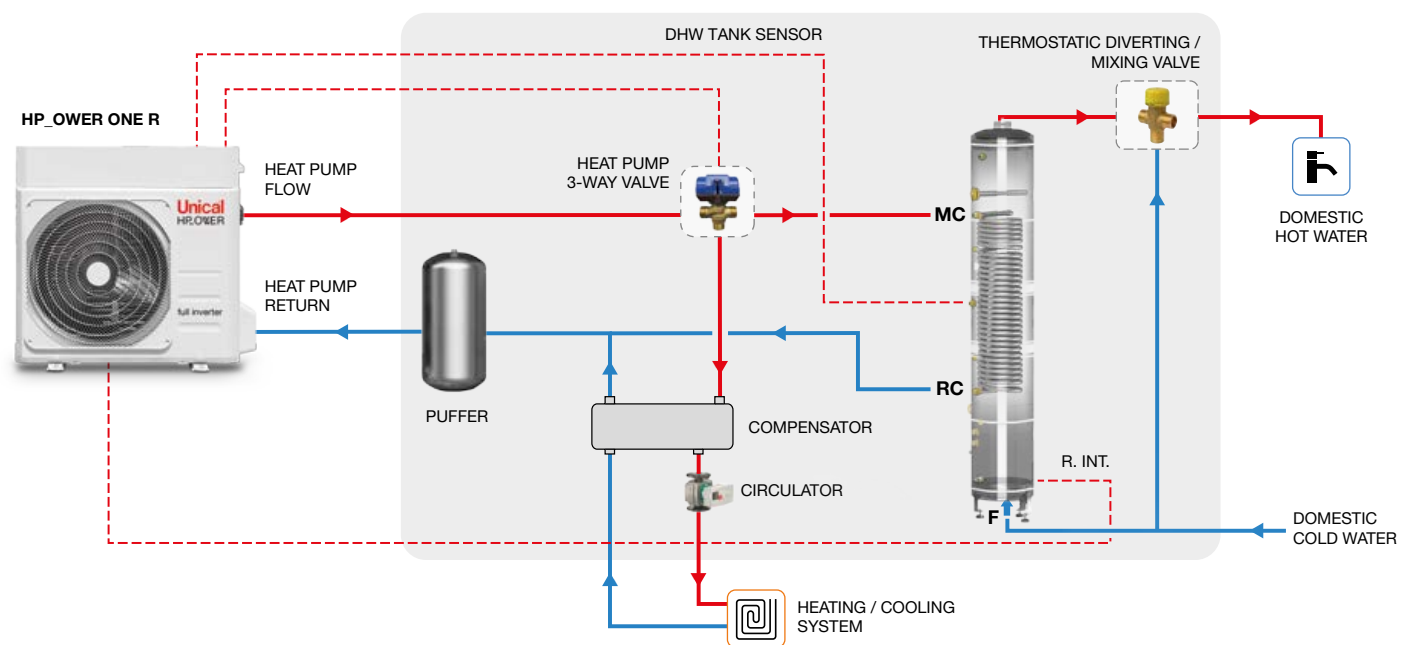 DHW TANK SENSOR
THERMOSTATIC DIVERTING /
MIXING VALVE
HP_OWER ONE R
HEAT PUMP
FLOW
HEAT PUMP
3-WAY VALVE
Unical
HP_OWER
MC
DOMESTIC
HOT WATER
HEAT PUMP
RETURN
full inverter
RC
PUFFER
COMPENSATOR
R. INT.
CIRCULATOR
F
DOMESTIC
COLD WATER
HEATING / COOLING
SYSTEM